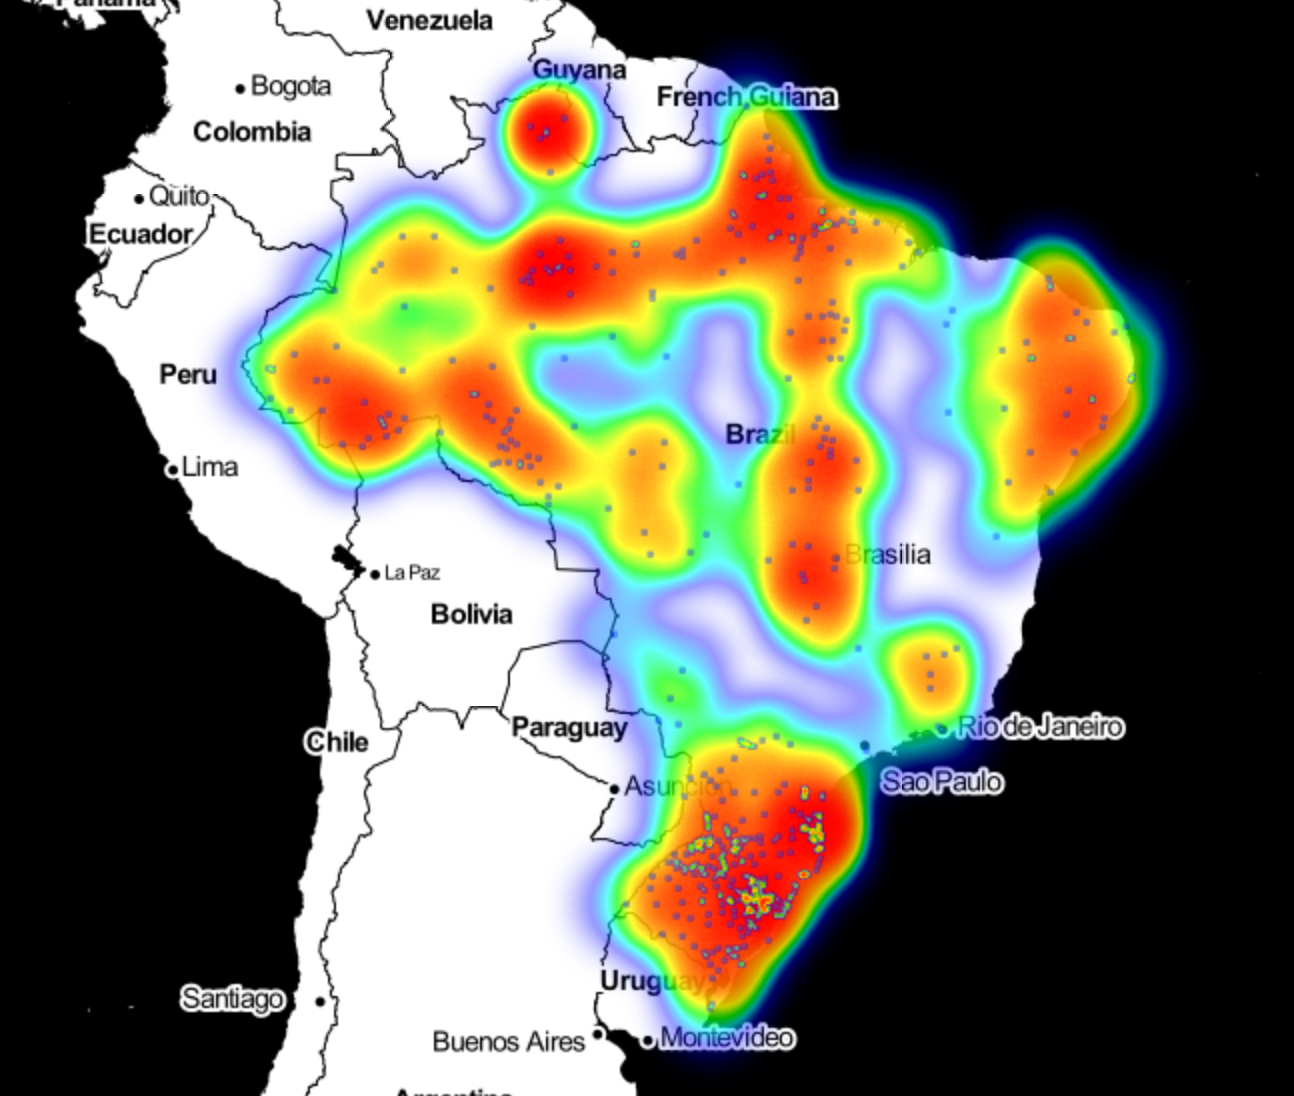 Panama
Venezuela
Guyana
Bogota
French Guiana
Colombia
Quito
Ecuador
Peru
Brazil
Lima
Brasilia
La Paz
Bolivia
Paraguay
Rio de Janeiro
Chile
Sao Paulo
Asuncion
Uruguay
Santiago
Buenos Aires
Montevideo
Argentina